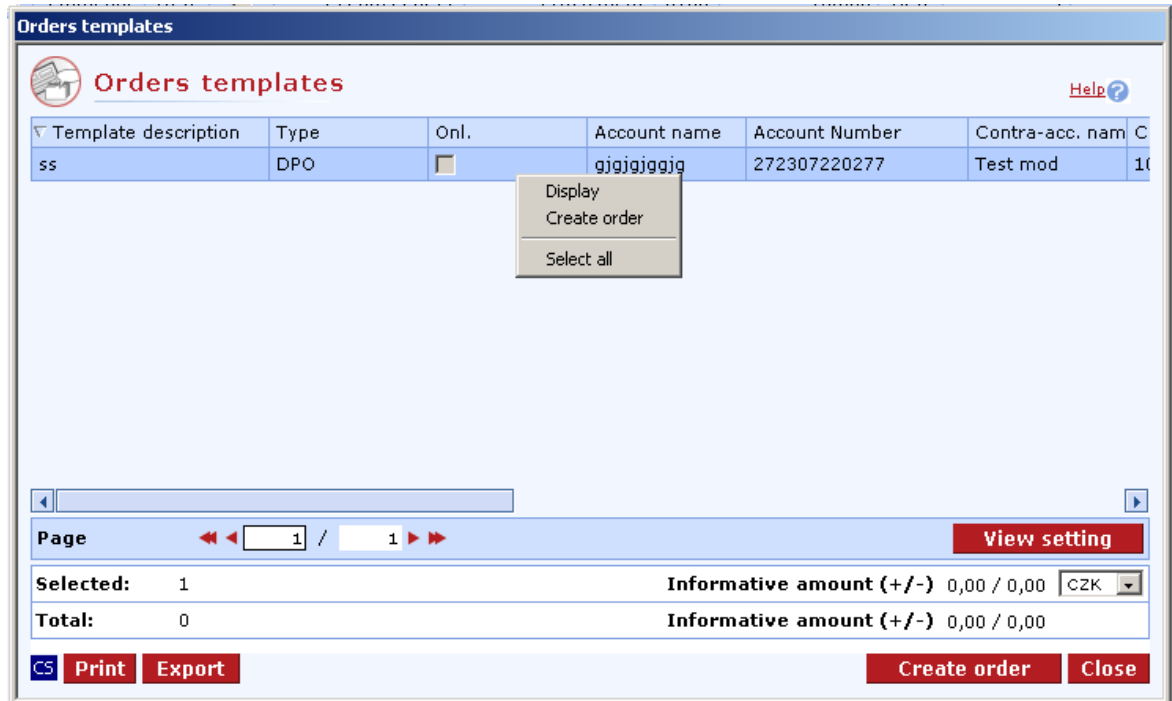 Orders templates
Orders templates
Help
Template description Type Onl. Account name Account Number Contra-acc. nam C
ss DPO gjgjgjggjg 272307220277 Test mod
Display
Create order
Select all
Page 1 / 1 View setting
Selected: 1 Informative amount (+/-) 0,00 / 0,00 CZK
Total: 0 Informative amount (+/-) 0,00 / 0,00
CS Print Export Create order Close